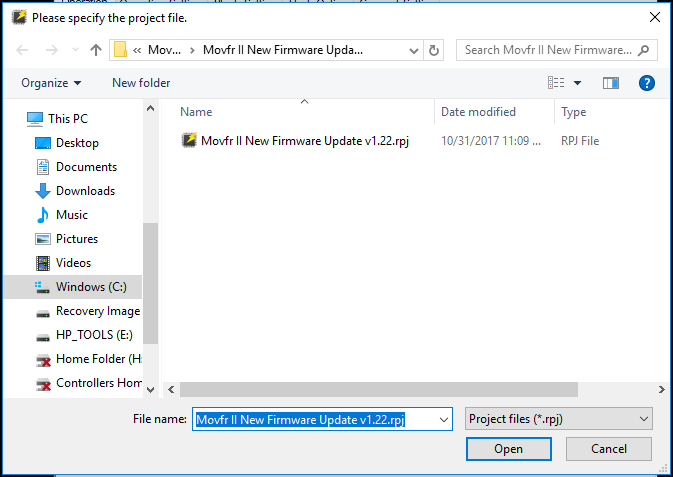 Please specify the project file.
« Mov... > Movfr II New Firmware Upda...
Search Movfr II New Firmware...
Organize
New folder
?
This PC
Desktop
Documents
Downloads
Music
Pictures
Videos
Windows (C:)
Recovery Image
HP_TOOLS (E:)
Home Folder (H:
Controllers Hom
Name
Date modified
Type
Movfr II New Firmware Update v1.22.rpj
10/31/2017 11:09 ...
RPJ File
File name:
Movfr II New Firmware Update v1.22.rpj
Project files (*.rpj)
Open
Cancel